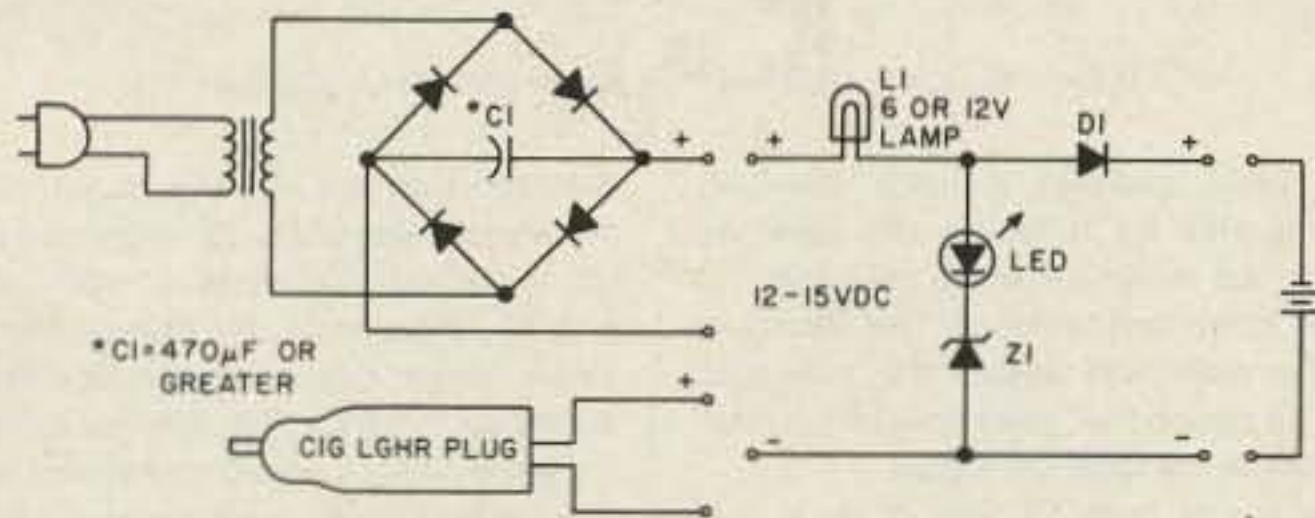 *C1
+
+
L1
6 OR 12V
LAMP
D1
+
LED
12-15VDC
Z1
*C1=470µF OR
GREATER
+
CIG LGHR PLUG
-
-